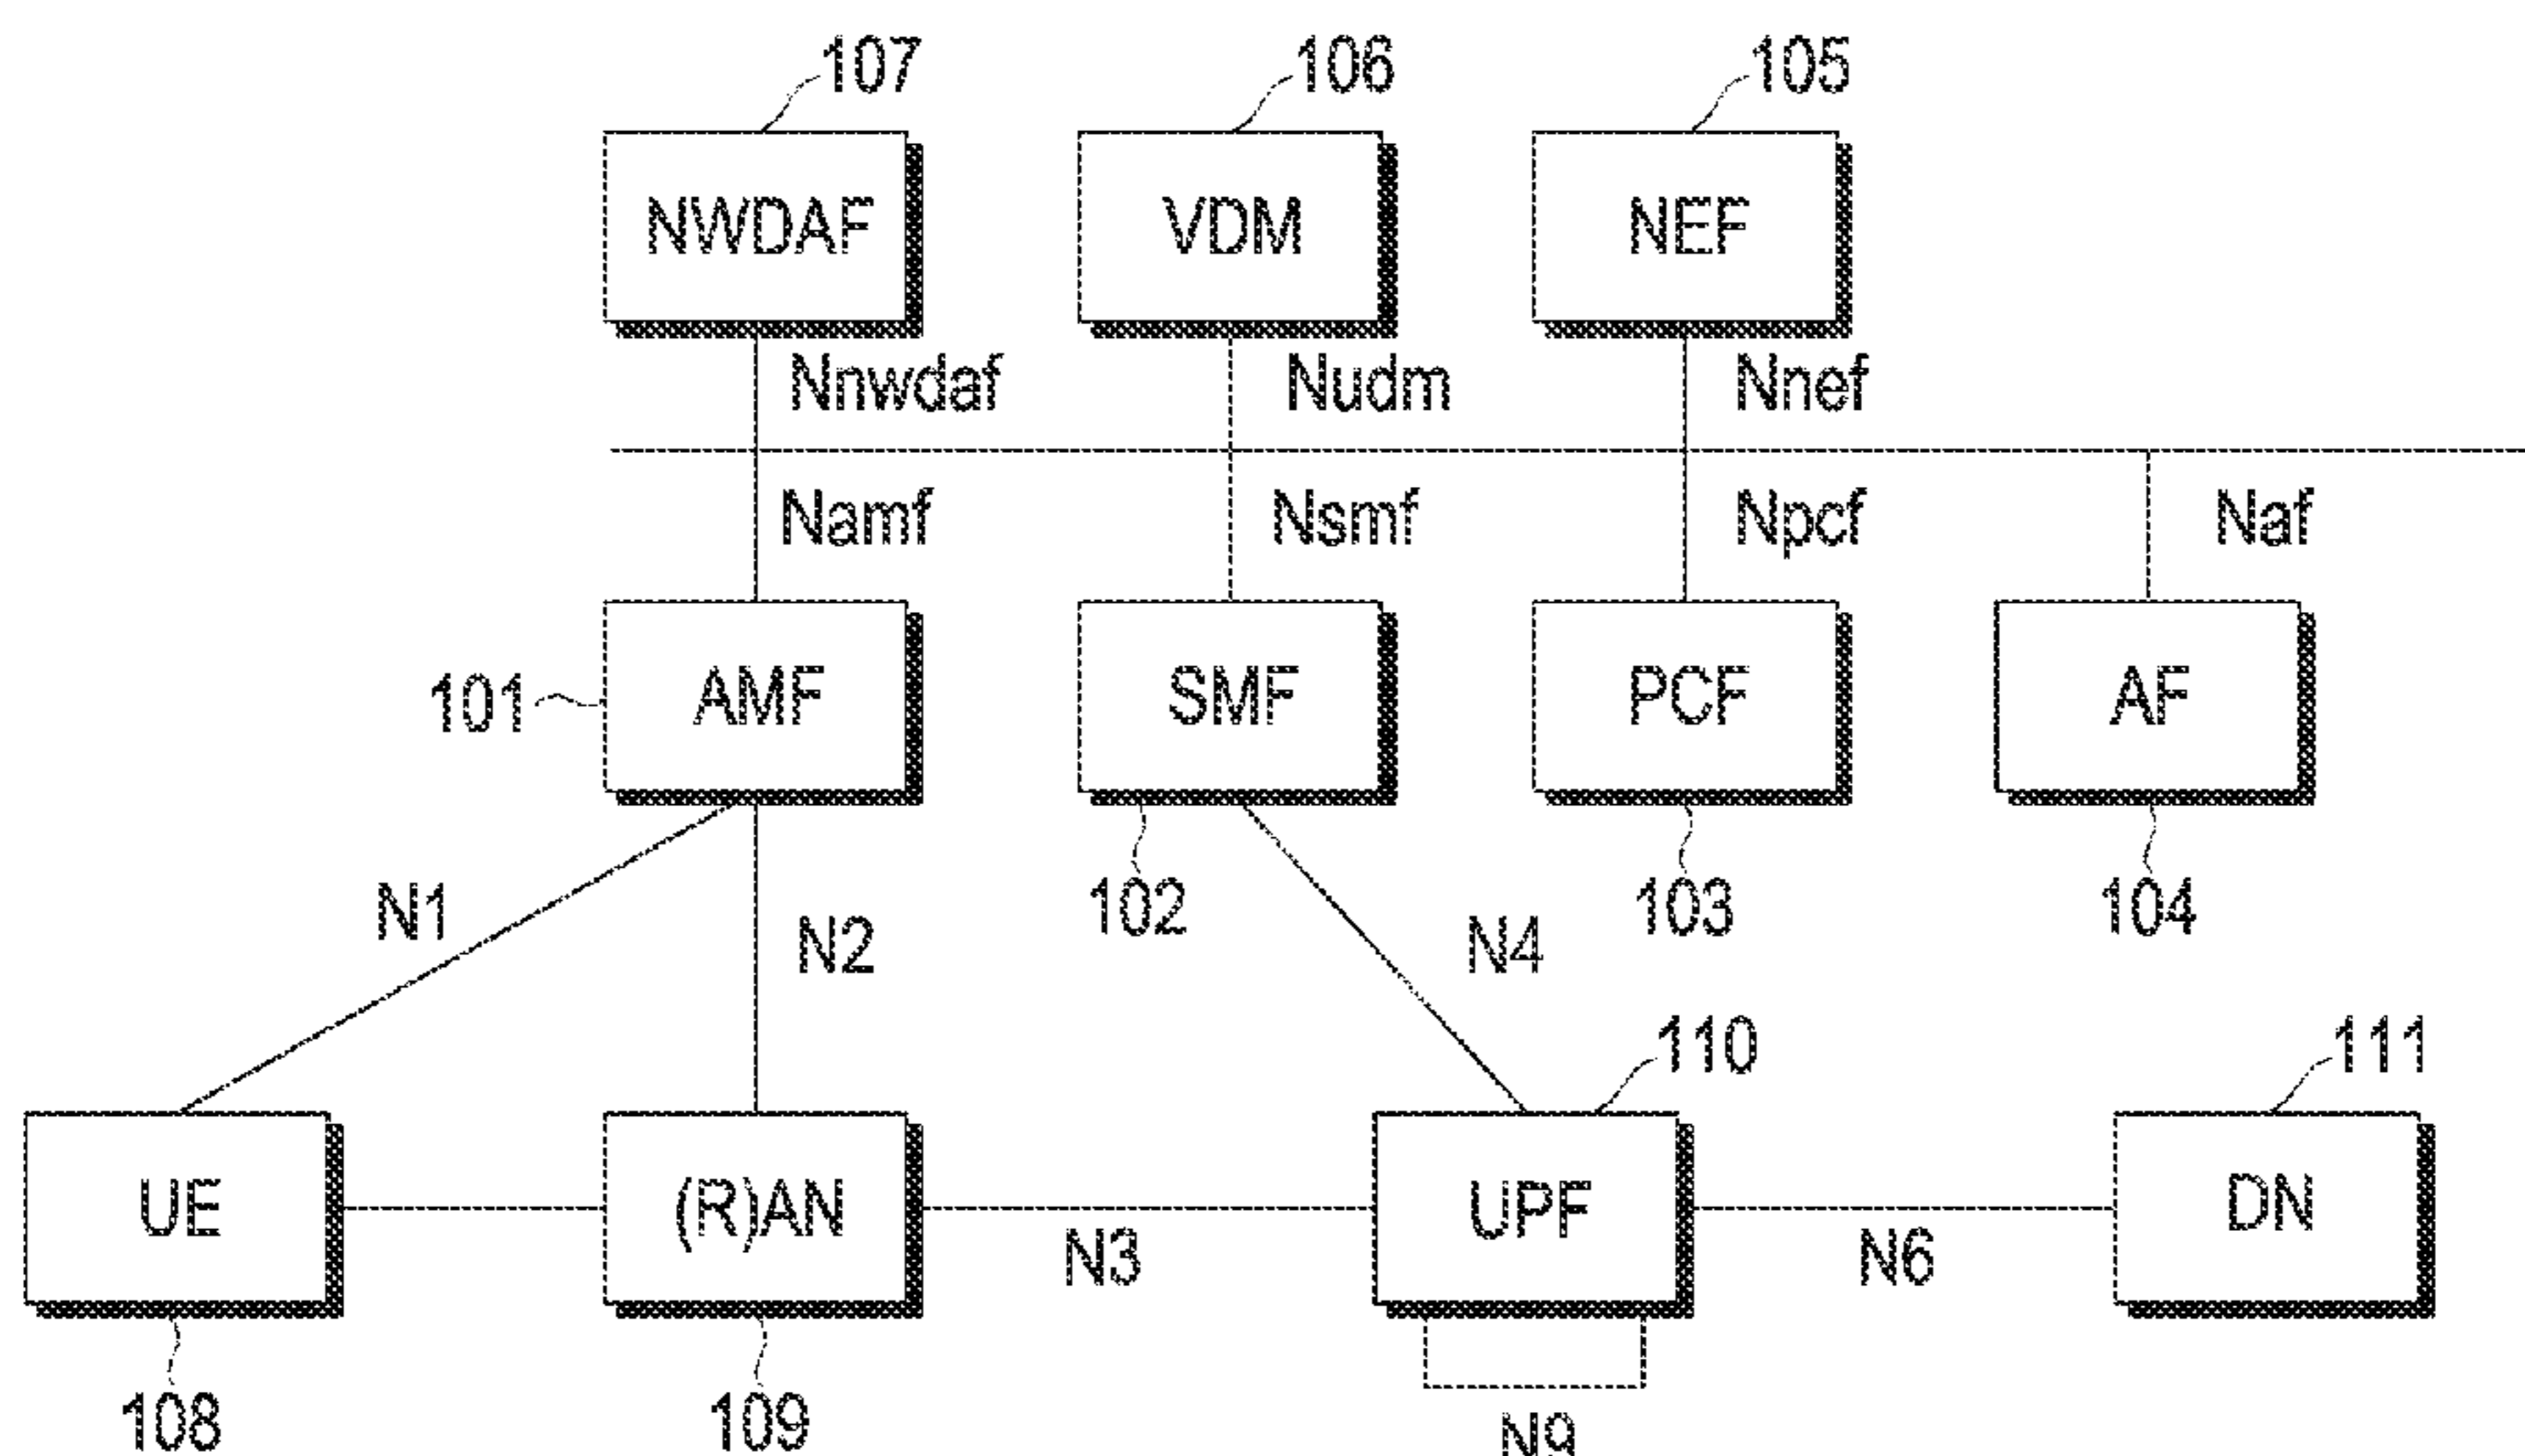 107 106 105
NWDAF VDM NEF
Nnwdaf Nudm Nnef
Namf Nsmf Npcf Naf
101 AMF SMF PCF AF
102 103 104
N1 N2 N4
110 111
UE (R)AN UPF DN
N3 N6
108 109 N9